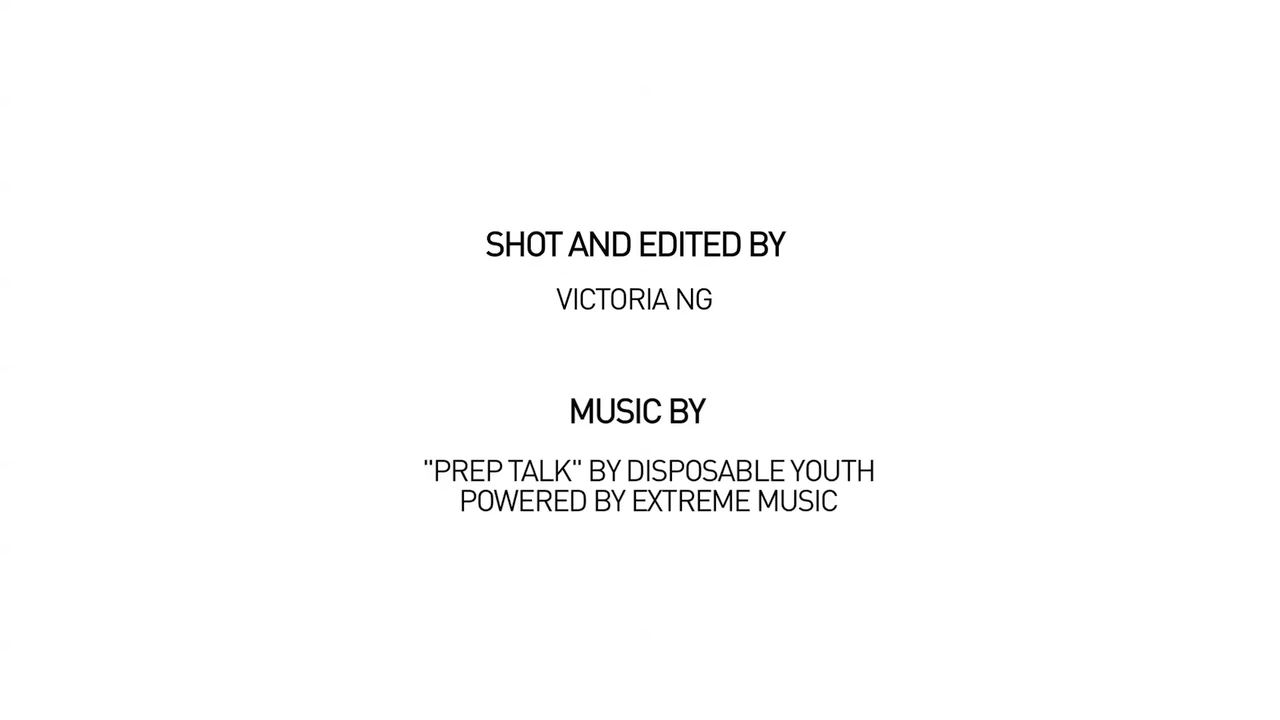 SHOT AND EDITED BY
VICTORIA NG
MUSIC BY
"PREP TALK" BY DISPOSABLE YOUTH
POWERED BY EXTREME MUSIC